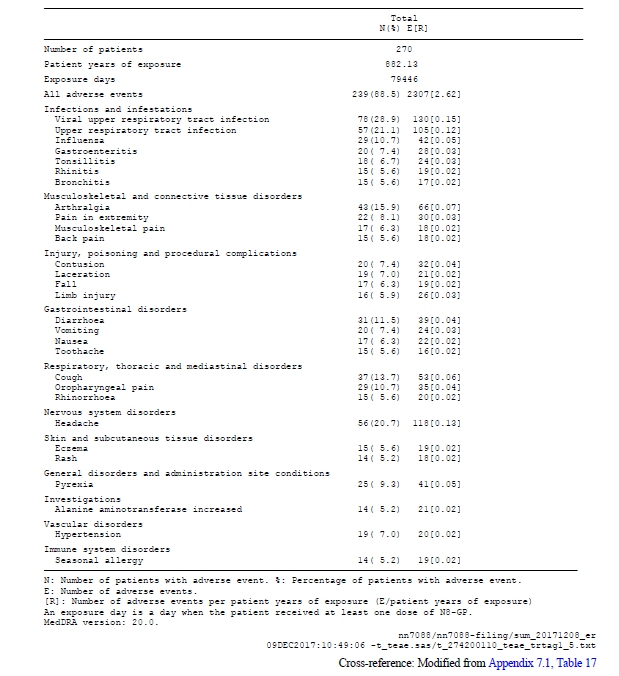 Total
N(%) E[R]
Number of patients 270
Patient years of exposure 882.13
Exposure days 79446
All adverse events 239(88.5) 2307[2.62]
Infections and infestations
Viral upper respiratory tract infection 78(28.9) 130[0.15]
Upper respiratory tract infection 57(21.1) 105[0.12]
Influenza 29(10.7) 42[0.05]
Gastroenteritis 20( 7.4) 28[0.03]
Tonsillitis 18( 6.7) 24[0.03]
Rhinitis 15( 5.6) 19[0.02]
Bronchitis 15( 5.6) 17[0.02]
Musculoskeletal and connective tissue disorders
Arthralgia 43(15.9) 66[0.07]
Pain in extremity 22( 8.1) 30[0.03]
Musculoskeletal pain 17( 6.3) 18[0.02]
Back pain 15( 5.6) 18[0.02]
Injury, poisoning and procedural complications
Contusion 20( 7.4) 32[0.04]
Laceration 19( 7.0) 21[0.02]
Fall 17( 6.3) 19[0.02]
Limb injury 16( 5.9) 26[0.03]
Gastrointestinal disorders
Diarrhoea 31(11.5) 39[0.04]
Vomiting 20( 7.4) 24[0.03]
Nausea 17( 6.3) 22[0.02]
Toothache 15( 5.6) 16[0.02]
Respiratory, thoracic and mediastinal disorders
Cough 37(13.7) 53[0.06]
Oropharyngeal pain 29(10.7) 35[0.04]
Rhinorrhoea 15( 5.6) 20[0.02]
Nervous system disorders
Headache 56(20.7) 118[0.13]
Skin and subcutaneous tissue disorders
Eczema 15( 5.6) 19[0.02]
Rash 14( 5.2) 18[0.02]
General disorders and administration site conditions
Pyrexia 25( 9.3) 41[0.05]
Investigations
Alanine aminotransferase increased 14( 5.2) 21[0.02]
Vascular disorders
Hypertension 19( 7.0) 20[0.02]
Immune system disorders
Seasonal allergy 14( 5.2) 19[0.02]
N: Number of patients with adverse event. %: Percentage of patients with adverse event.
E: Number of adverse events.
[R]: Number of adverse events per patient years of exposure (E/patient years of exposure)
An exposure day is a day when the patient received at least one dose of N8-GP.
MedDRA version: 20.0.
nn7088/nn7088-filing/sum_20171208_er
09DEC2017:10:49:06 -t_teae.sas/t_274200110_teae_trtag1_5.txt
Cross-reference: Modified from Appendix 7.1, Table 17